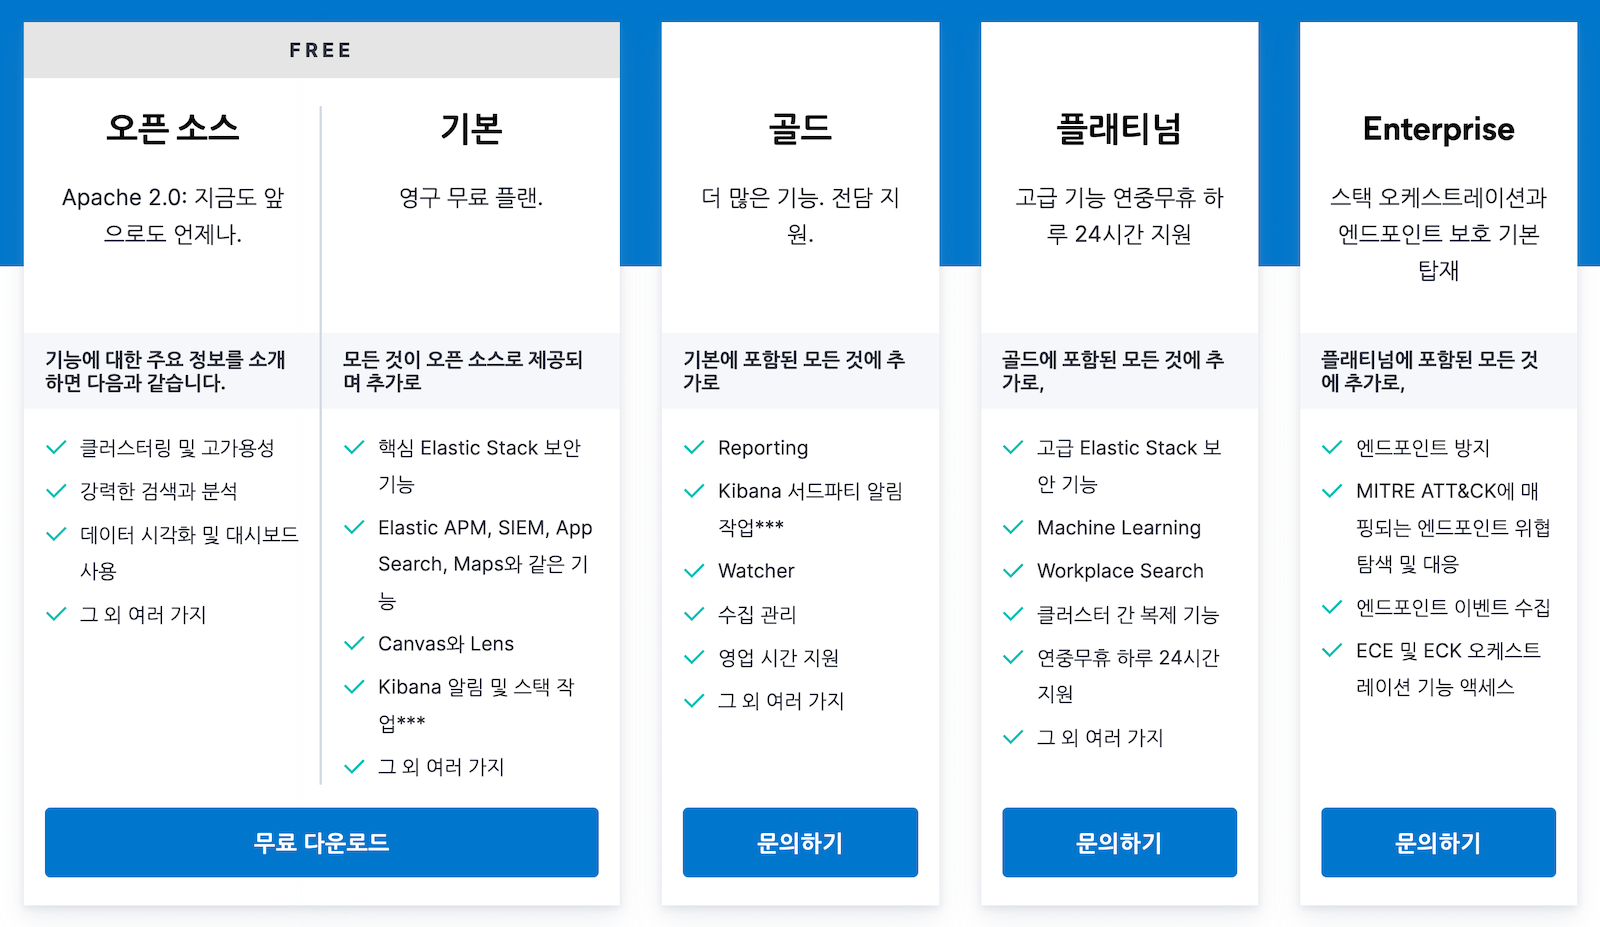 FREE
오픈 소스
Apache 2.0: 지금도 앞
으로도 언제나.
기능에 대한 주요 정보를 소개
하면 다음과 같습니다.
클러스터링 및 고가용성
강력한 검색과 분석
데이터 시각화 및 대시보드
사용
그 외 여러 가지
기본
영구 무료 플랜.
모든 것이 오픈 소스로 제공되
며 추가로
핵심 Elastic Stack 보안
기능
Elastic APM, SIEM, App
Search, Maps와 같은 기
능
Canvas와 Lens
Kibana 알림 및 스택 작
업***
그 외 여러 가지
무료 다운로드
골드
더 많은 기능. 전담 지
원.
기본에 포함된 모든 것에 추
가로
Reporting
Kibana 서드파티 알림
작업***
Watcher
수집 관리
영업 시간 지원
그 외 여러 가지
문의하기
플래티넘
고급 기능 연중무휴 하
루 24시간 지원
골드에 포함된 모든 것에 추
가로,
고급 Elastic Stack 보
안 기능
Machine Learning
Workplace Search
클러스터 간 복제 기능
연중무휴 하루 24시간
지원
그 외 여러 가지
문의하기
Enterprise
스택 오케스트레이션과
엔드포인트 보호 기본
탑재
플래티넘에 포함된 모든 것
에 추가로,
엔드포인트 방지
MITRE ATT&CK에 매
핑되는 엔드포인트 위협
탐색 및 대응
엔드포인트 이벤트 수집
ECE 및 ECK 오케스트
레이션 기능 액세스
문의하기